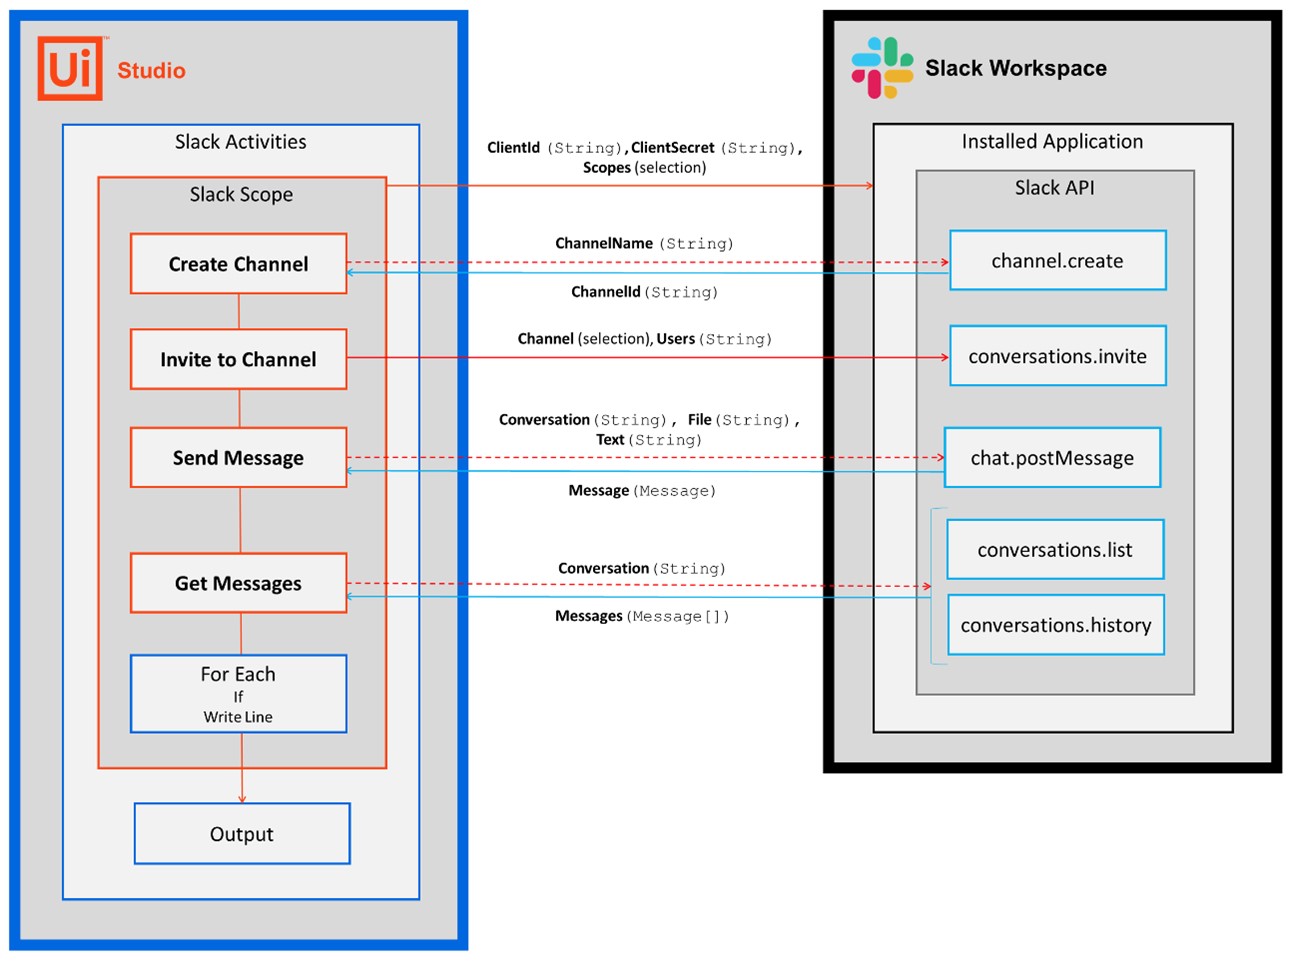 Ui™
Studio
Slack Workspace
Slack Activities
Installed Application
ClientId (String), ClientSecret (String),
Scopes (selection)
Slack Scope
Slack API
Create Channel
ChannelName (String)
ChannelId (String)
channel.create
Invite to Channel
Channel (selection), Users (String)
conversations.invite
Conversation (String), File (String),
Text (String)
Send Message
chat.postMessage
Message (Message)
conversations.list
Get Messages
Conversation (String)
Messages (Message[])
conversations.history
For Each
If
Write Line
Output